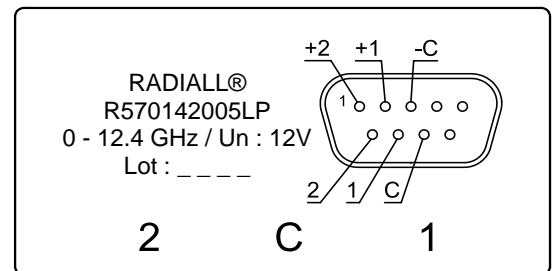 RADIALL®
R570142005LP
0 - 12.4 GHz / Un : 12V
Lot : _ _ _ _
+2 +1 -C
1
2 1 C
2 C 1